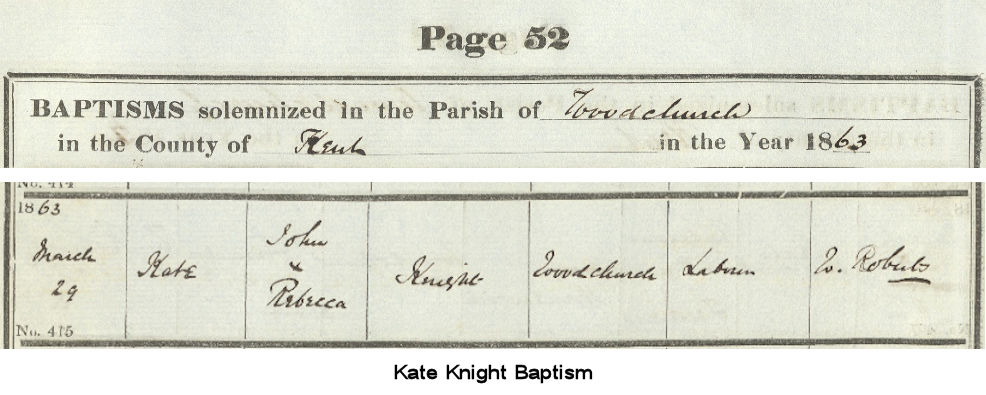 Page 52
BAPTISMS solemnized in the Parish of Woodchurch
in the County of Kent in the Year 1863
No. 414
1863
March
29
Kate
John
&
Rebecca
Knight
Woodchurch
Labourer
W. Roberts
No. 415
Kate Knight Baptism